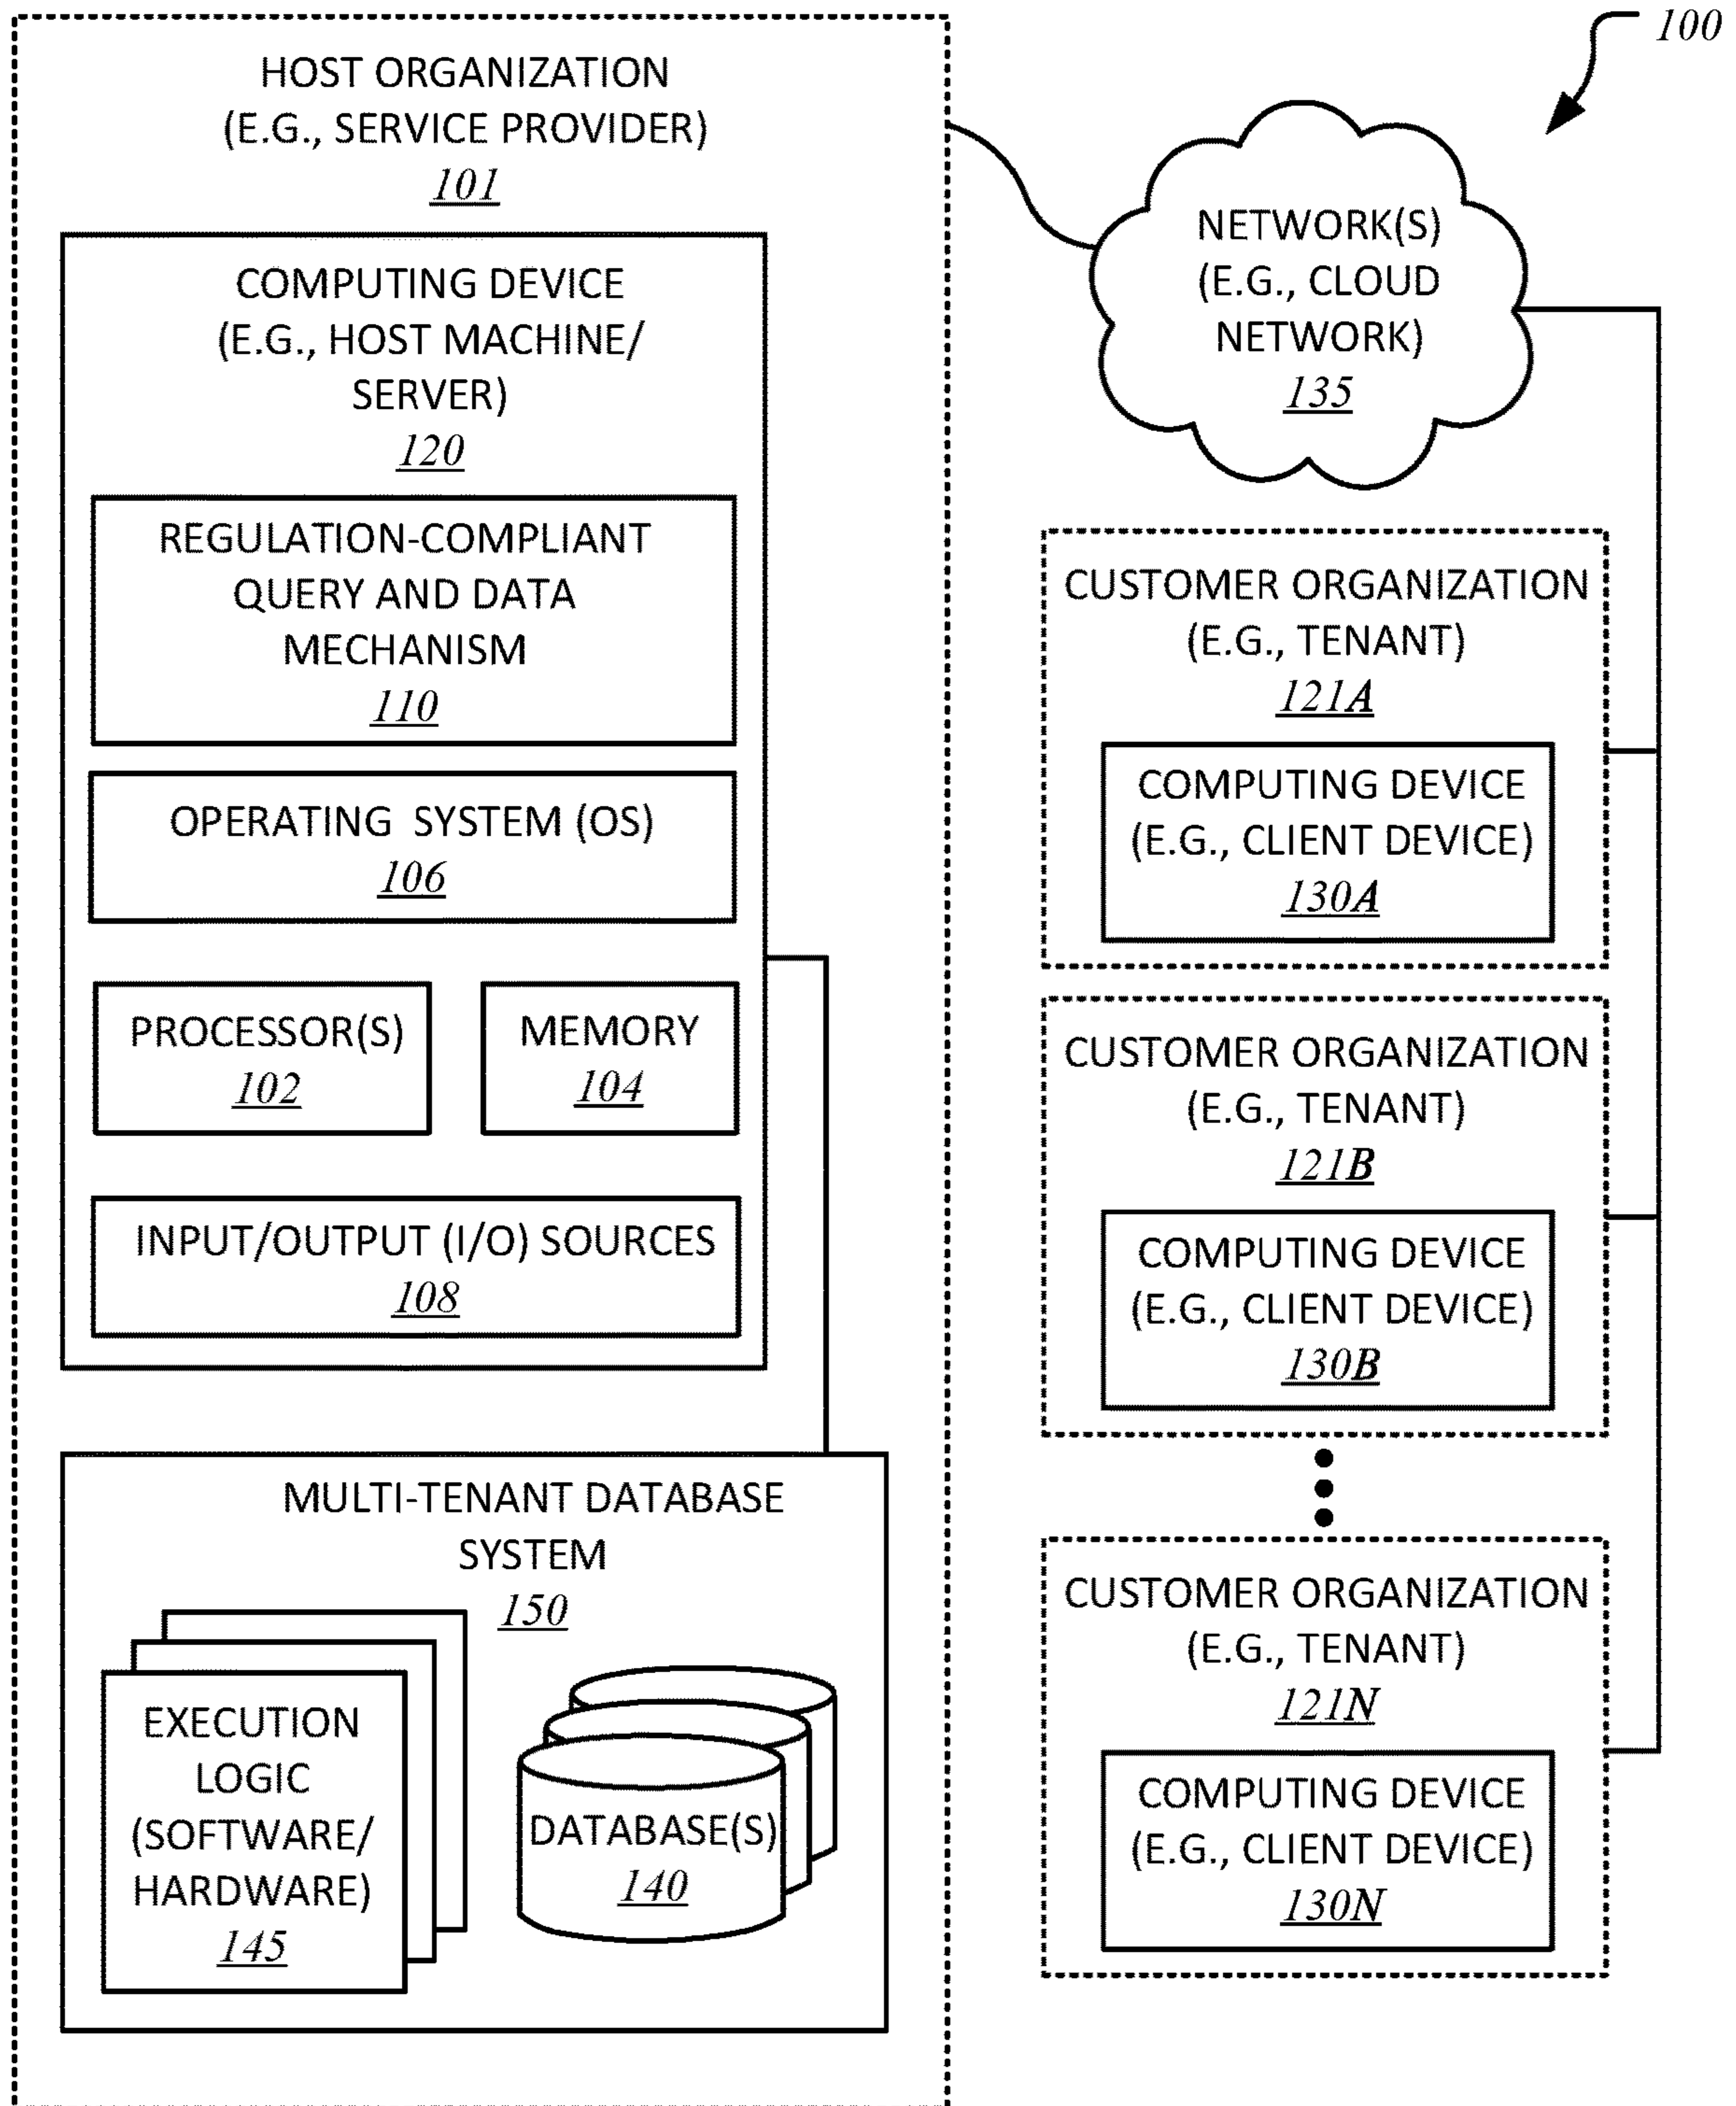 100
HOST ORGANIZATION
(E.G., SERVICE PROVIDER)
101
COMPUTING DEVICE
(E.G., HOST MACHINE/
SERVER)
120
REGULATION-COMPLIANT
QUERY AND DATA
MECHANISM
110
OPERATING SYSTEM (OS)
106
PROCESSOR(S)
102
MEMORY
104
INPUT/OUTPUT (I/O) SOURCES
108
MULTI-TENANT DATABASE
SYSTEM
150
EXECUTION
LOGIC
(SOFTWARE/
HARDWARE)
145
DATABASE(S)
140
NETWORK(S)
(E.G., CLOUD
NETWORK)
135
CUSTOMER ORGANIZATION
(E.G., TENANT)
121A
COMPUTING DEVICE
(E.G., CLIENT DEVICE)
130A
CUSTOMER ORGANIZATION
(E.G., TENANT)
121B
COMPUTING DEVICE
(E.G., CLIENT DEVICE)
130B
CUSTOMER ORGANIZATION
(E.G., TENANT)
121N
COMPUTING DEVICE
(E.G., CLIENT DEVICE)
130N